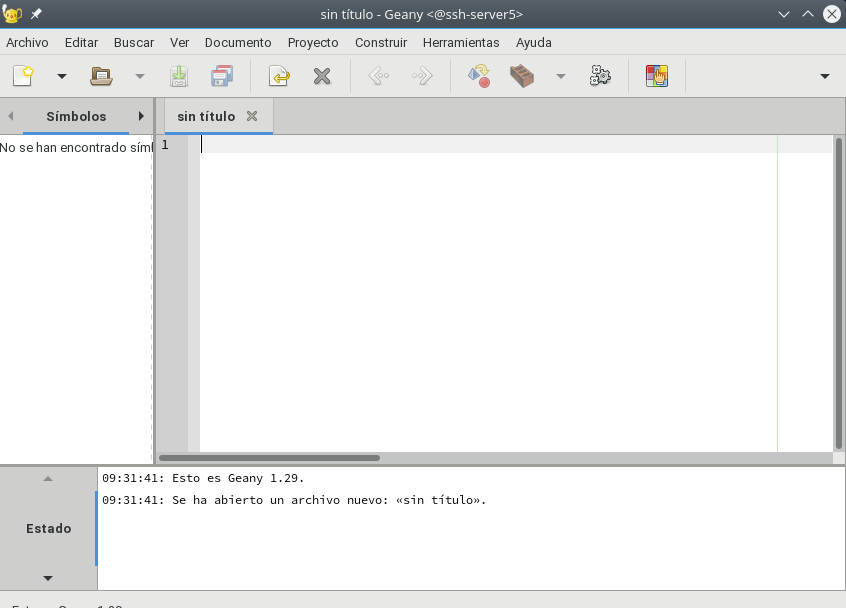 sin título - Geany <@ssh-server5>
Archivo Editar Buscar Ver Documento Proyecto Construir Herramientas Ayuda
Símbolos
sin título
No se han encontrado
1
09:31:41: Esto es Geany 1.29.
09:31:41: Se ha abierto un archivo nuevo: «sin título».
Estado